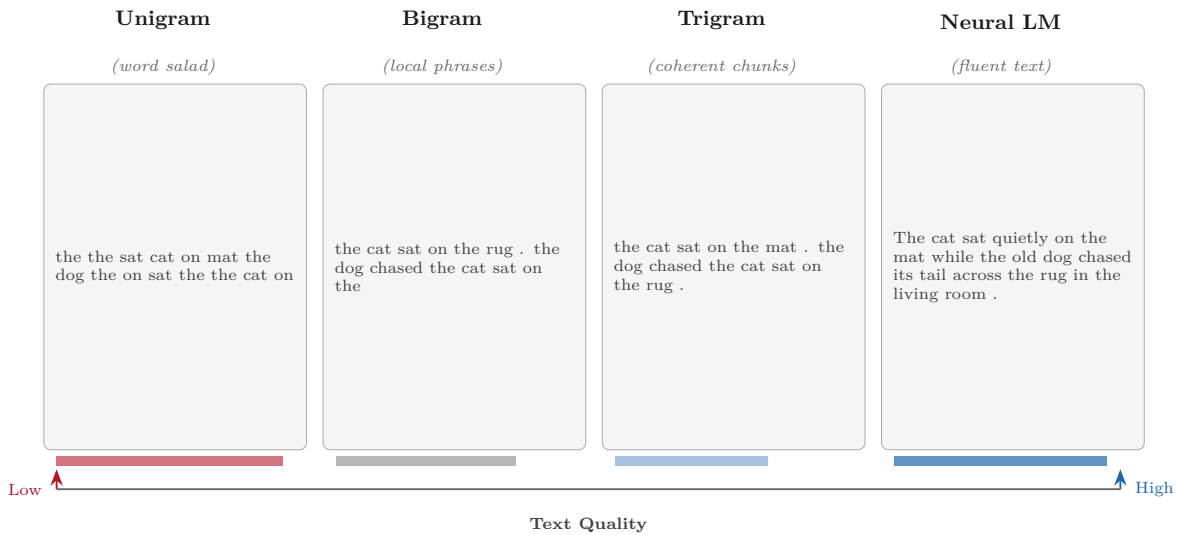 Unigram
(word salad)
the the sat cat on mat the
dog the on sat the the cat on
Bigram
(local phrases)
the cat sat on the rug . the
dog chased the cat sat on
the
Trigram
(coherent chunks)
the cat sat on the mat . the
dog chased the cat sat on
the rug .
Neural LM
(fluent text)
The cat sat quietly on the
mat while the old dog chased
its tail across the rug in the
living room .
Low
High
Text Quality